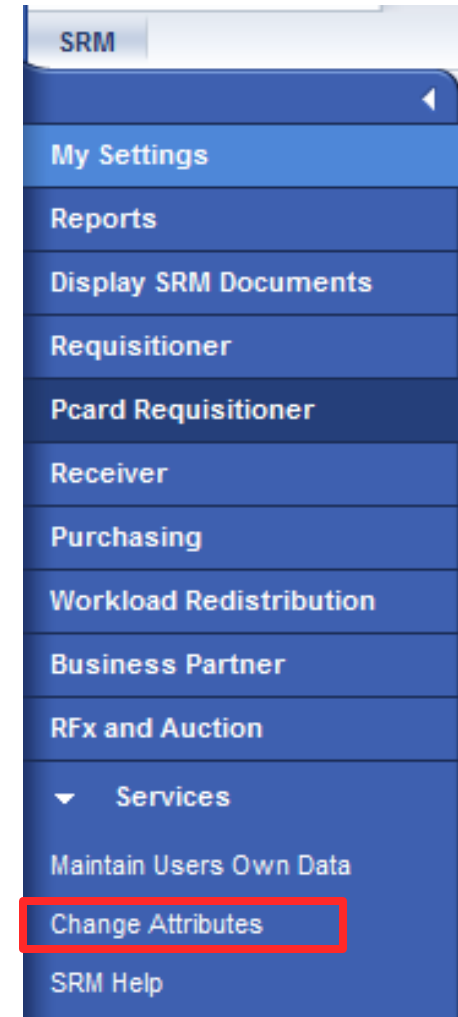 SRM
My Settings
Reports
Display SRM Documents
Requisitioner
Pcard Requisitioner
Receiver
Purchasing
Workload Redistribution
Business Partner
RFx and Auction
Services
Maintain Users Own Data
Change Attributes
SRM Help